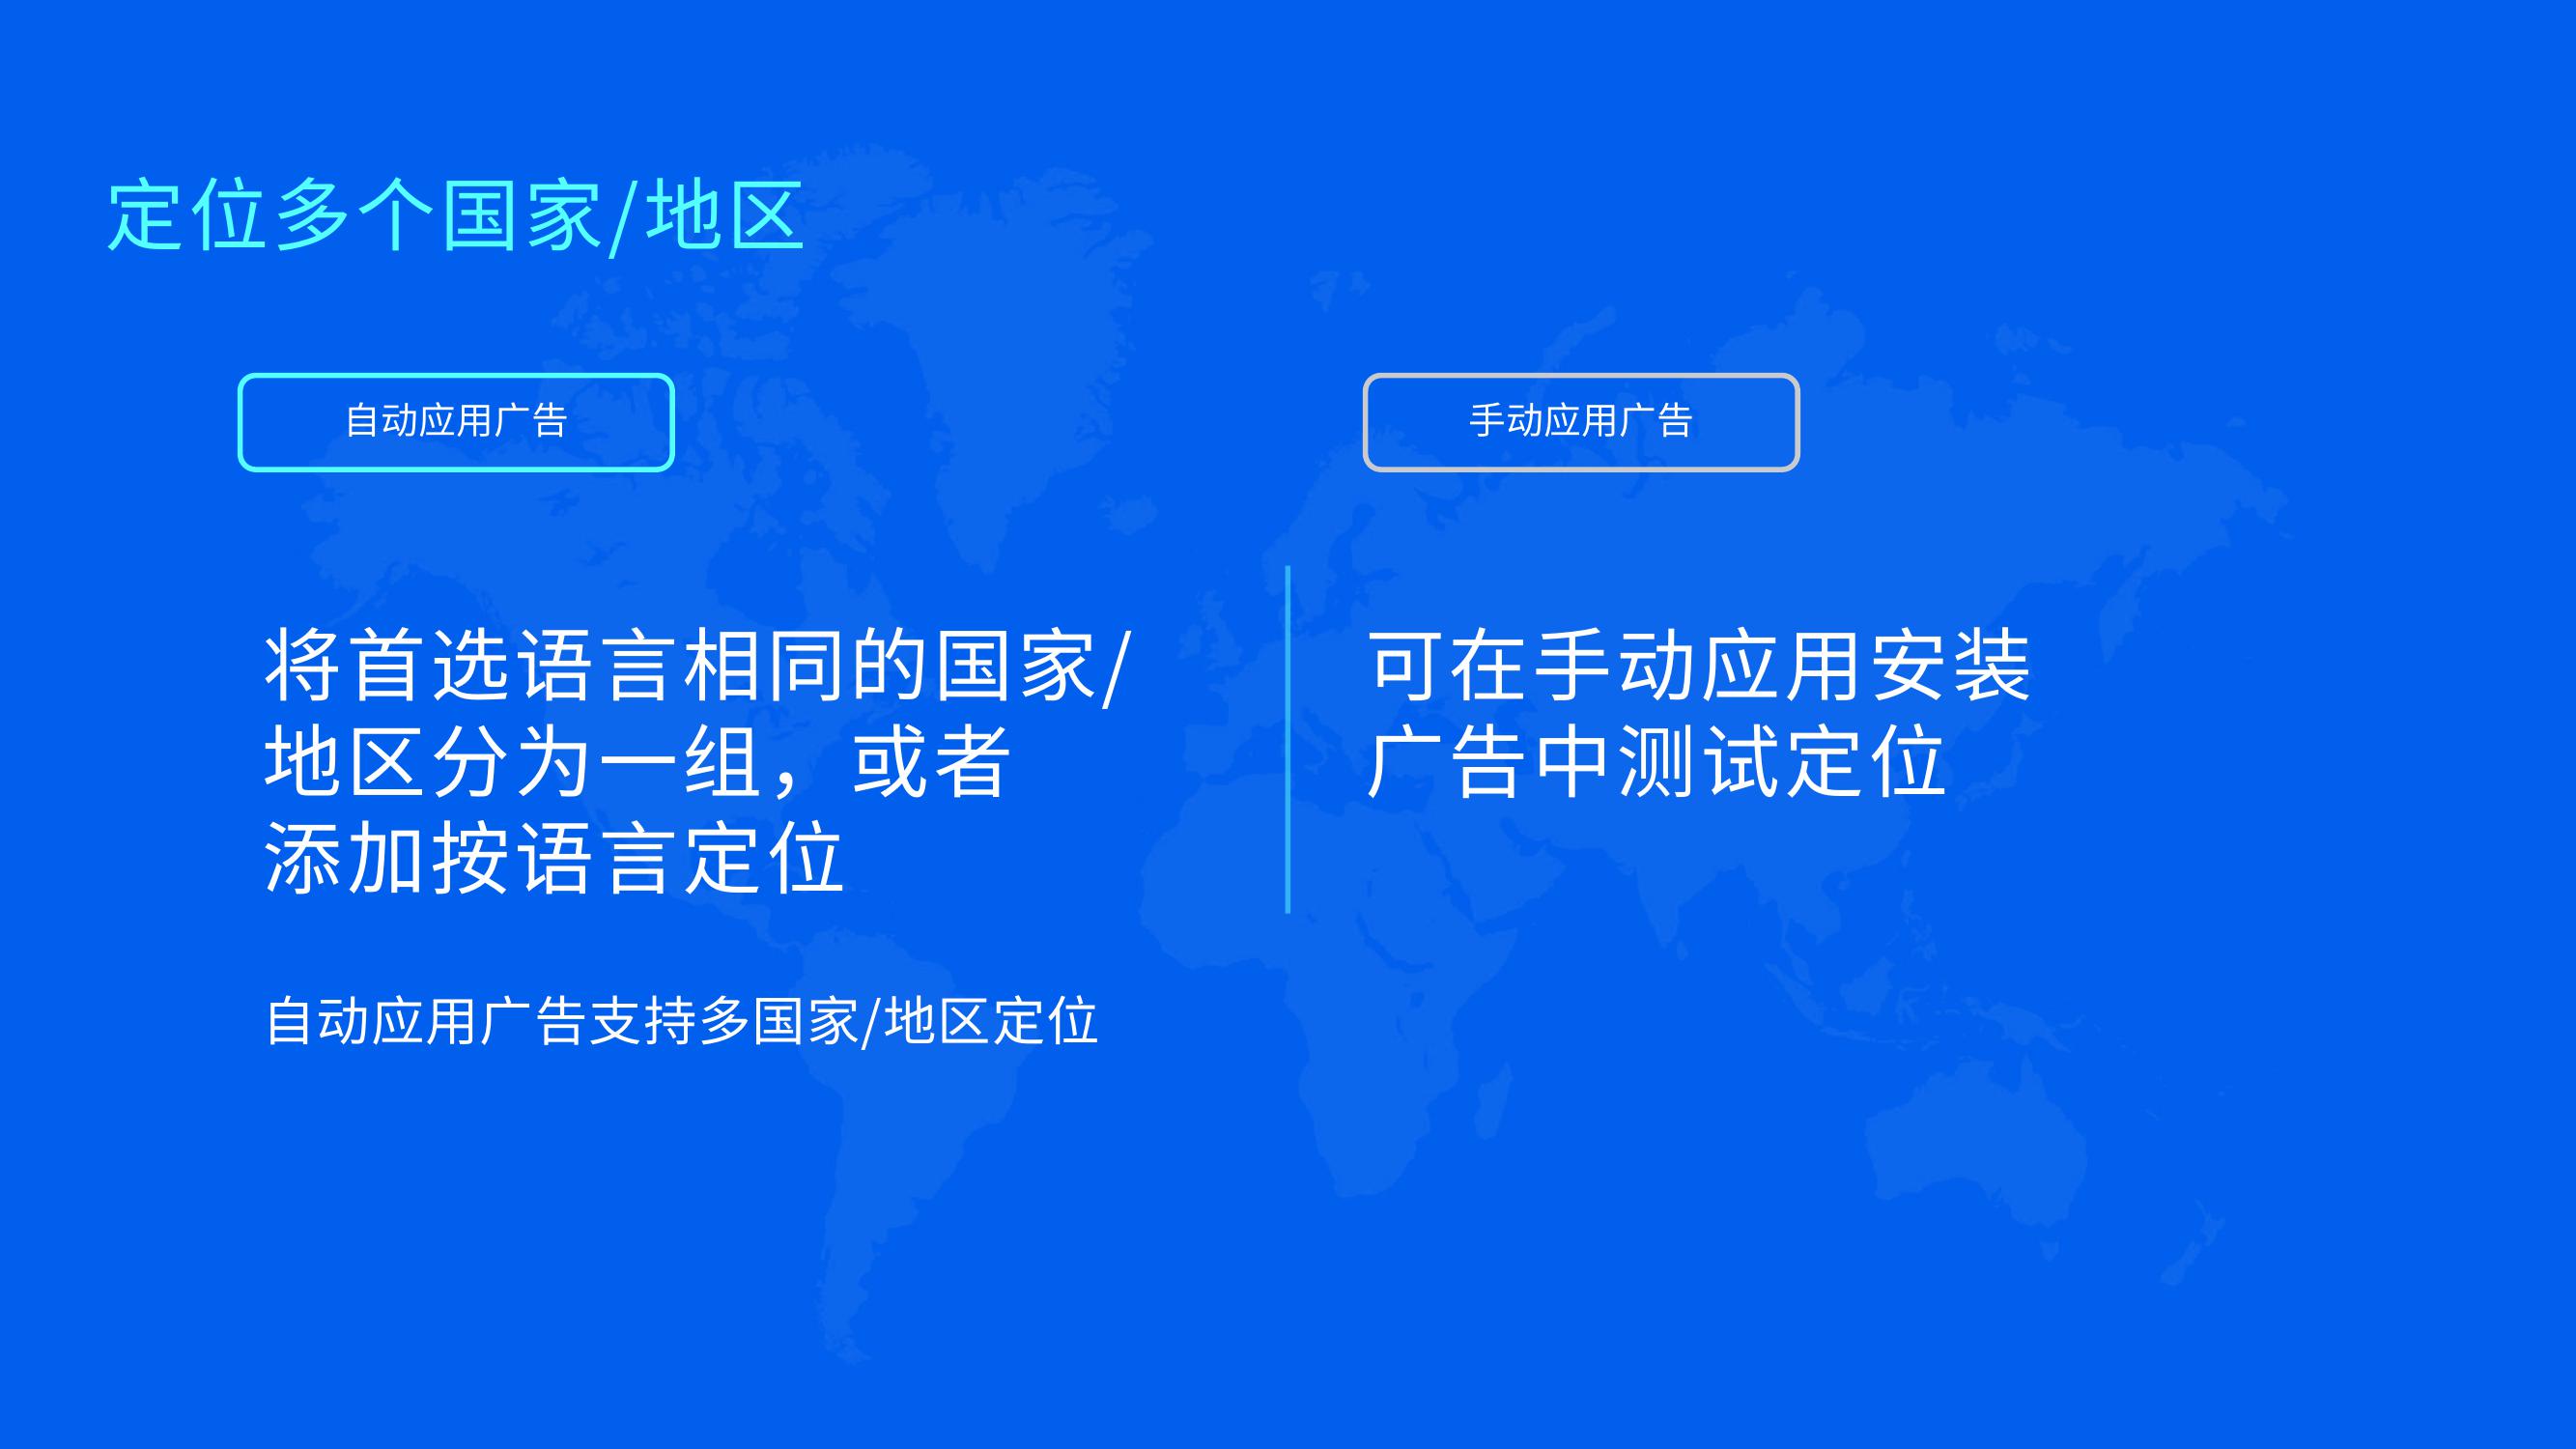 定位多个国家/地区
自动应用广告
将首选语言相同的国家/
地区分为一组，或者
添加按语言定位
自动应用广告支持多国家/地区定位
手动应用广告
可在手动应用安装
广告中测试定位